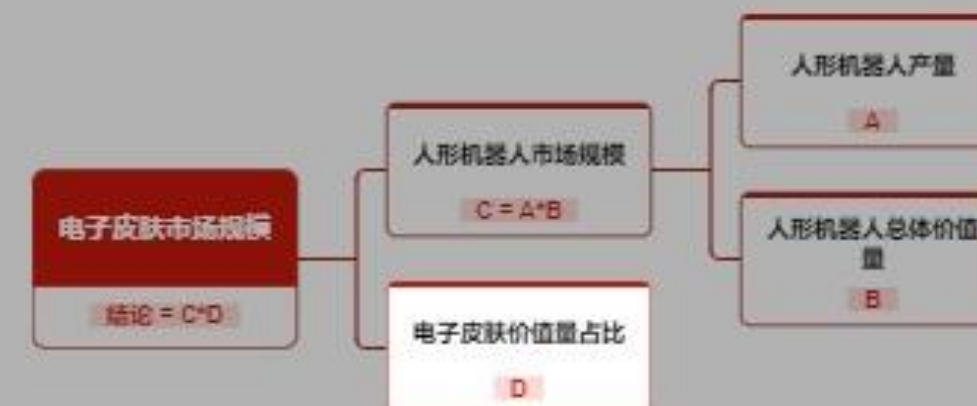 人形机器人产量
A
人形机器人市场规模
C = A*B
人形机器人总体价值
量
B
电子皮肤市场规模
结论 = C*D
电子皮肤价值量占比
D